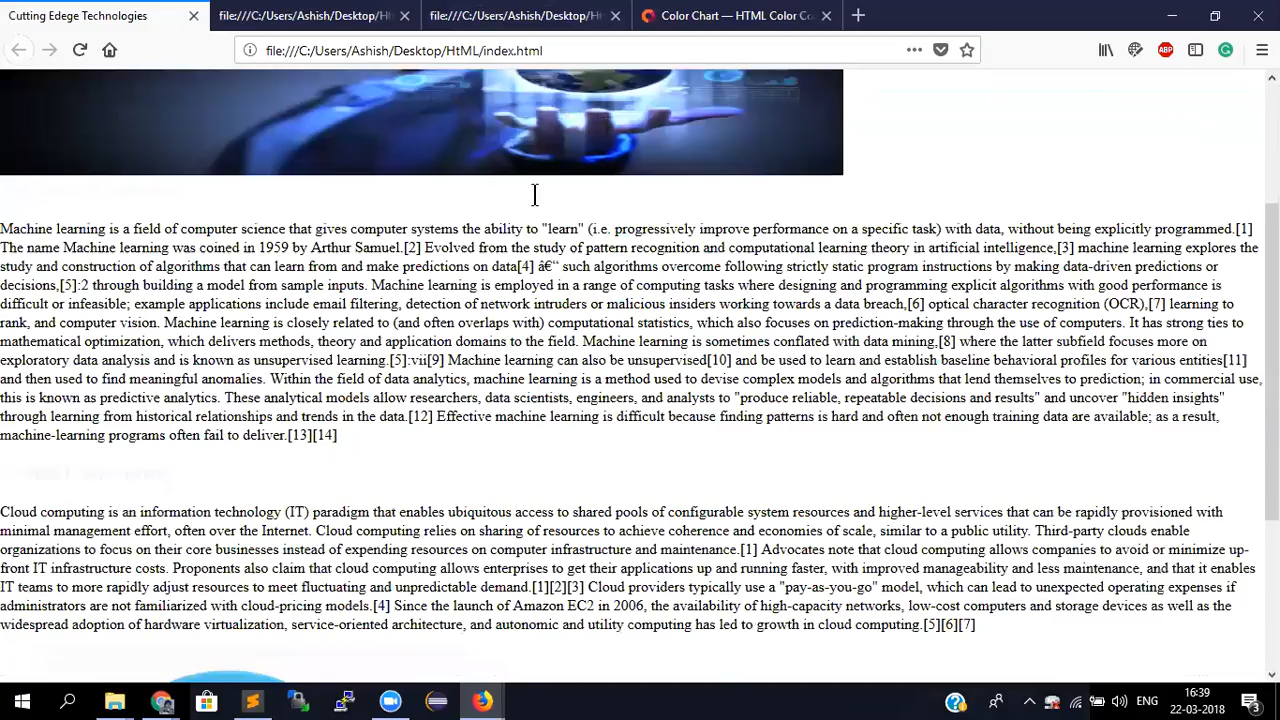 Cutting Edege Technologies
file:///C:/Users/Ashish/Desktop/Ht
file:///C:/Users/Ashish/Desktop/Ht
Color Chart — HTML Color Co
file:///C:/Users/Ashish/Desktop/HtML/index.html
ABP
Machine learning is a field of computer science that gives computer systems the ability to "learn" (i.e. progressively improve performance on a specific task) with data, without being explicitly programmed.[1]
The name Machine learning was coined in 1959 by Arthur Samuel.[2] Evolved from the study of pattern recognition and computational learning theory in artificial intelligence,[3] machine learning explores the
study and construction of algorithms that can learn from and make predictions on data[4] â€“ such algorithms overcome following strictly static program instructions by making data-driven predictions or
decisions,[5]:2 through building a model from sample inputs. Machine learning is employed in a range of computing tasks where designing and programming explicit algorithms with good performance is
difficult or infeasible; example applications include email filtering, detection of network intruders or malicious insiders working towards a data breach,[6] optical character recognition (OCR),[7] learning to
rank, and computer vision. Machine learning is closely related to (and often overlaps with) computational statistics, which also focuses on prediction-making through the use of computers. It has strong ties to
mathematical optimization, which delivers methods, theory and application domains to the field. Machine learning is sometimes conflated with data mining,[8] where the latter subfield focuses more on
exploratory data analysis and is known as unsupervised learning.[5]:vii[9] Machine learning can also be unsupervised[10] and be used to learn and establish baseline behavioral profiles for various entities[11]
and then used to find meaningful anomalies. Within the field of data analytics, machine learning is a method used to devise complex models and algorithms that lend themselves to prediction; in commercial use,
this is known as predictive analytics. These analytical models allow researchers, data scientists, engineers, and analysts to "produce reliable, repeatable decisions and results" and uncover "hidden insights"
through learning from historical relationships and trends in the data.[12] Effective machine learning is difficult because finding patterns is hard and often not enough training data are available; as a result,
machine-learning programs often fail to deliver.[13][14]
Cloud computing is an information technology (IT) paradigm that enables ubiquitous access to shared pools of configurable system resources and higher-level services that can be rapidly provisioned with
minimal management effort, often over the Internet. Cloud computing relies on sharing of resources to achieve coherence and economies of scale, similar to a public utility. Third-party clouds enable
organizations to focus on their core businesses instead of expending resources on computer infrastructure and maintenance.[1] Advocates note that cloud computing allows companies to avoid or minimize up-
front IT infrastructure costs. Proponents also claim that cloud computing allows enterprises to get their applications up and running faster, with improved manageability and less maintenance, and that it enables
IT teams to more rapidly adjust resources to meet fluctuating and unpredictable demand.[1][2][3] Cloud providers typically use a "pay-as-you-go" model, which can lead to unexpected operating expenses if
administrators are not familiarized with cloud-pricing models.[4] Since the launch of Amazon EC2 in 2006, the availability of high-capacity networks, low-cost computers and storage devices as well as the
widespread adoption of hardware virtualization, service-oriented architecture, and autonomic and utility computing has led to growth in cloud computing.[5][6][7]
ENG
16:39
22-03-2018
3